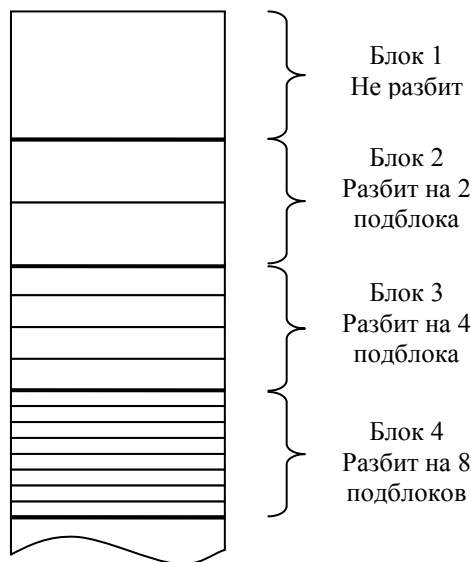 Блок 1
Не разбит
Блок 2
Разбит на 2
подблока
Блок 3
Разбит на 4
подблока
Блок 4
Разбит на 8
подблоков